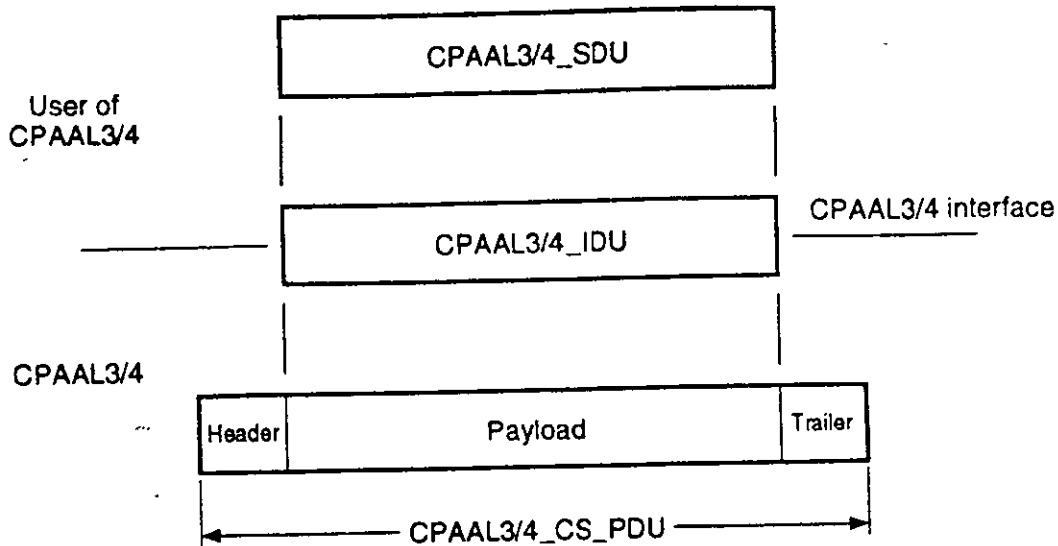 CPAAL3/4_SDU
User of
CPAAL3/4
CPAAL3/4 interface
CPAAL3/4_IDU
CPAAL3/4
Header
Payload
Trailer
CPAAL3/4_CS_PDU